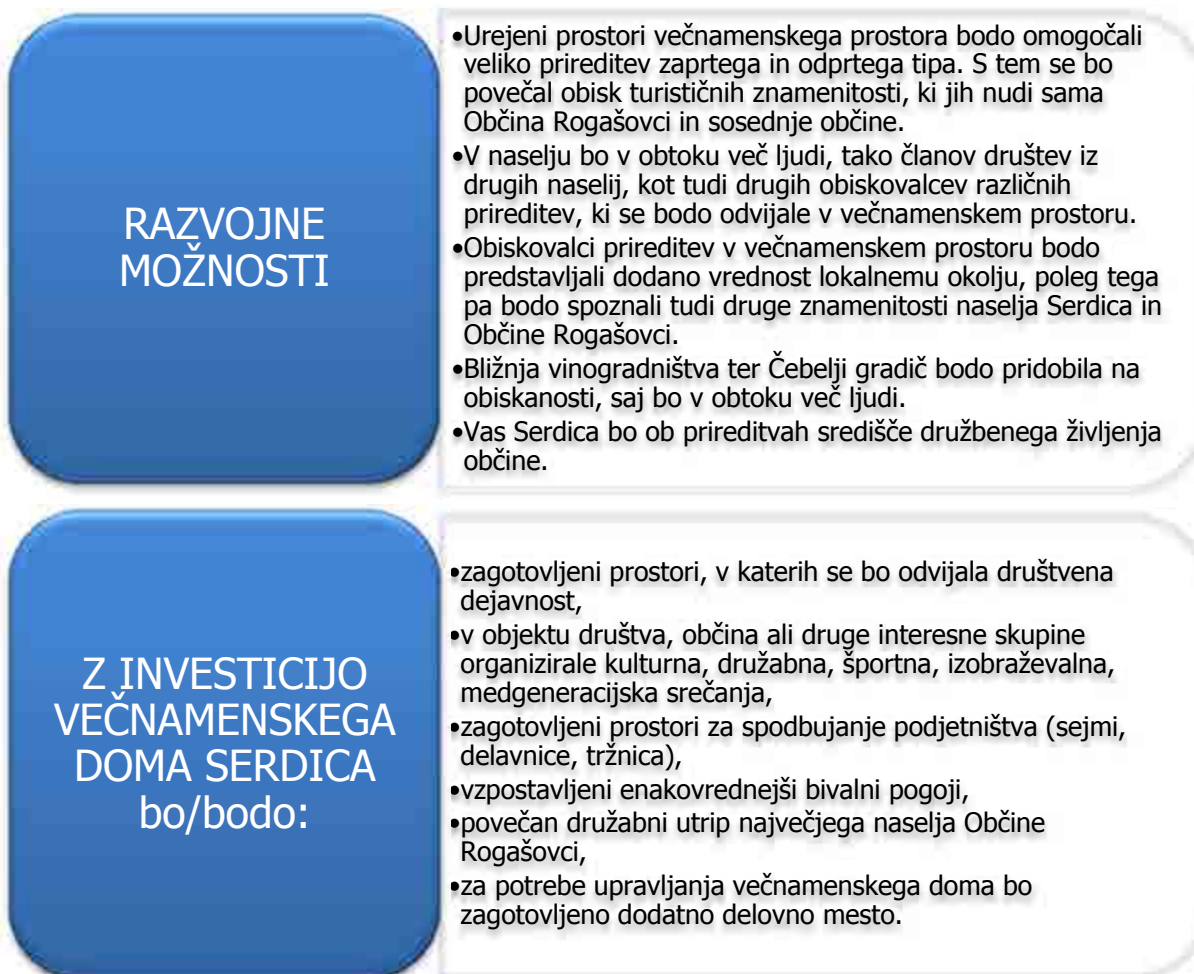 RAZVOJNE
MOŽNOSTI
•Urejeni prostori večnamenskega prostora bodo omogočali
veliko prireditev zaprtega in odprtega tipa. S tem se bo
povečal obisk turističnih znamenitosti, ki jih nudi sama
Občina Rogašovci in sosednje občine.
•V naselju bo v obtoku več ljudi, tako članov društev iz
drugih naselij, kot tudi drugih obiskovalcev različnih
prireditev, ki se bodo odvijale v večnamenskem prostoru.
•Obiskovalci prireditev v večnamenskem prostoru bodo
predstavljali dodano vrednost lokalnemu okolju, poleg tega
pa bodo spoznali tudi druge znamenitosti naselja Serdica in
Občine Rogašovci.
•Bližnja vinogradništva ter Čebelji gradič bodo pridobila na
obiskanosti, saj bo v obtoku več ljudi.
•Vas Serdica bo ob prireditvah središče družbenega življenja
občine.
Z INVESTICIJO
VEČNAMENSKEGA
DOMA SERDICA
bo/bodo:
•zagotovljeni prostori, v katerih se bo odvijala društvena
dejavnost,
•v objektu društva, občina ali druge interesne skupine
organizirale kulturna, družabna, športna, izobraževalna,
medgeneracijska srečanja,
•zagotovljeni prostori za spodbujanje podjetništva (sejmi,
delavnice, tržnica),
•vzpostavljeni enakovrednejši bivalni pogoji,
•povečan družabni utrip največjega naselja Občine
Rogašovci,
•za potrebe upravljanja večnamenskega doma bo
zagotovljeno dodatno delovno mesto.